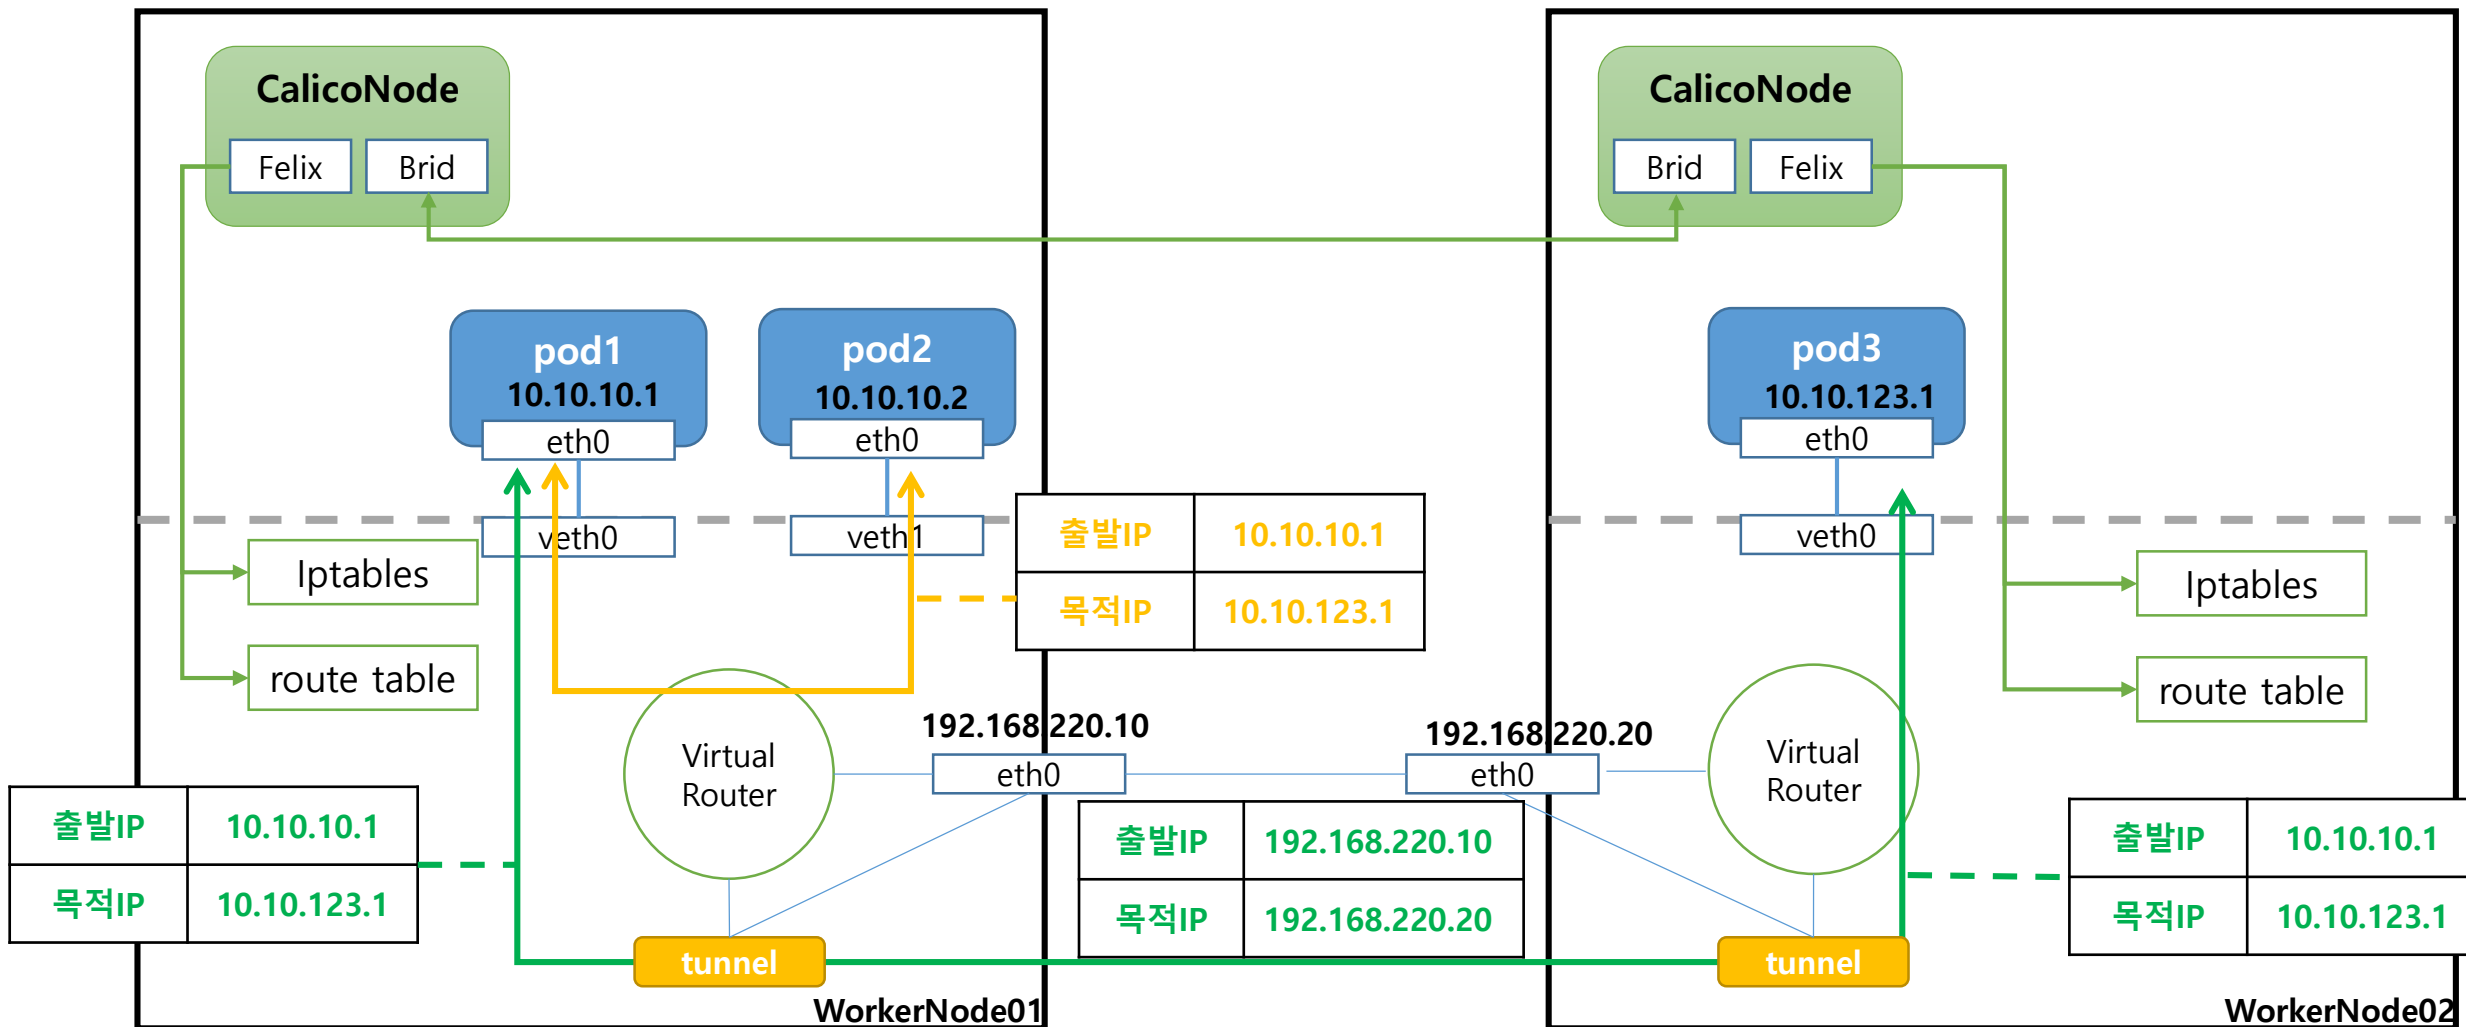 CalicoNode
Felix
Brid
CalicoNode
Brid
Felix
pod1
10.10.10.1
eth0
pod2
10.10.10.2
eth0
pod3
10.10.123.1
eth0
veth0
veth1
veth0
출발IP 10.10.10.1
목적IP 10.10.123.1
Iptables
route table
Iptables
route table
Virtual
Router
192.168.220.10
eth0
192.168.220.20
eth0
Virtual
Router
출발IP 10.10.10.1
목적IP 10.10.123.1
출발IP 192.168.220.10
목적IP 192.168.220.20
출발IP 10.10.10.1
목적IP 10.10.123.1
tunnel
tunnel
WorkerNode01
WorkerNode02